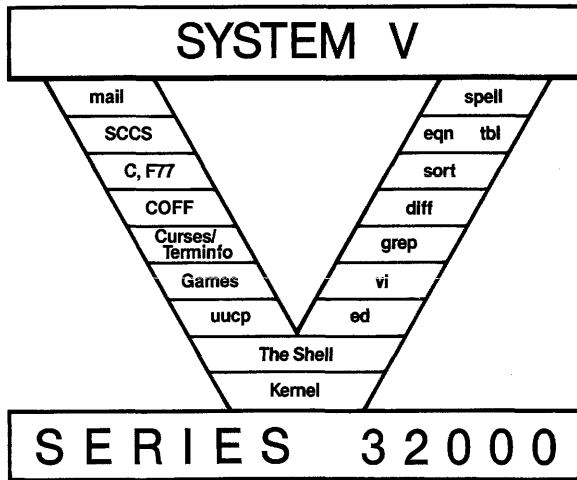 SYSTEM V
mail
SCCS
C, F77
COFF
Curses/
Terminfo
Games
uucp
spell
eqn tbl
sort
diff
grep
vi
ed
The Shell
Kernel
SERIES 32000